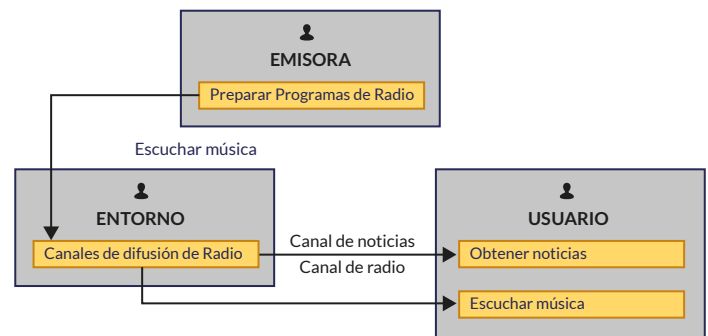 EMISORA
Preparar Programas de Radio
Escuchar música
ENTORNO
Canales de difusión de Radio
Canal de noticias
Canal de radio
USUARIO
Obtener noticias
Escuchar música